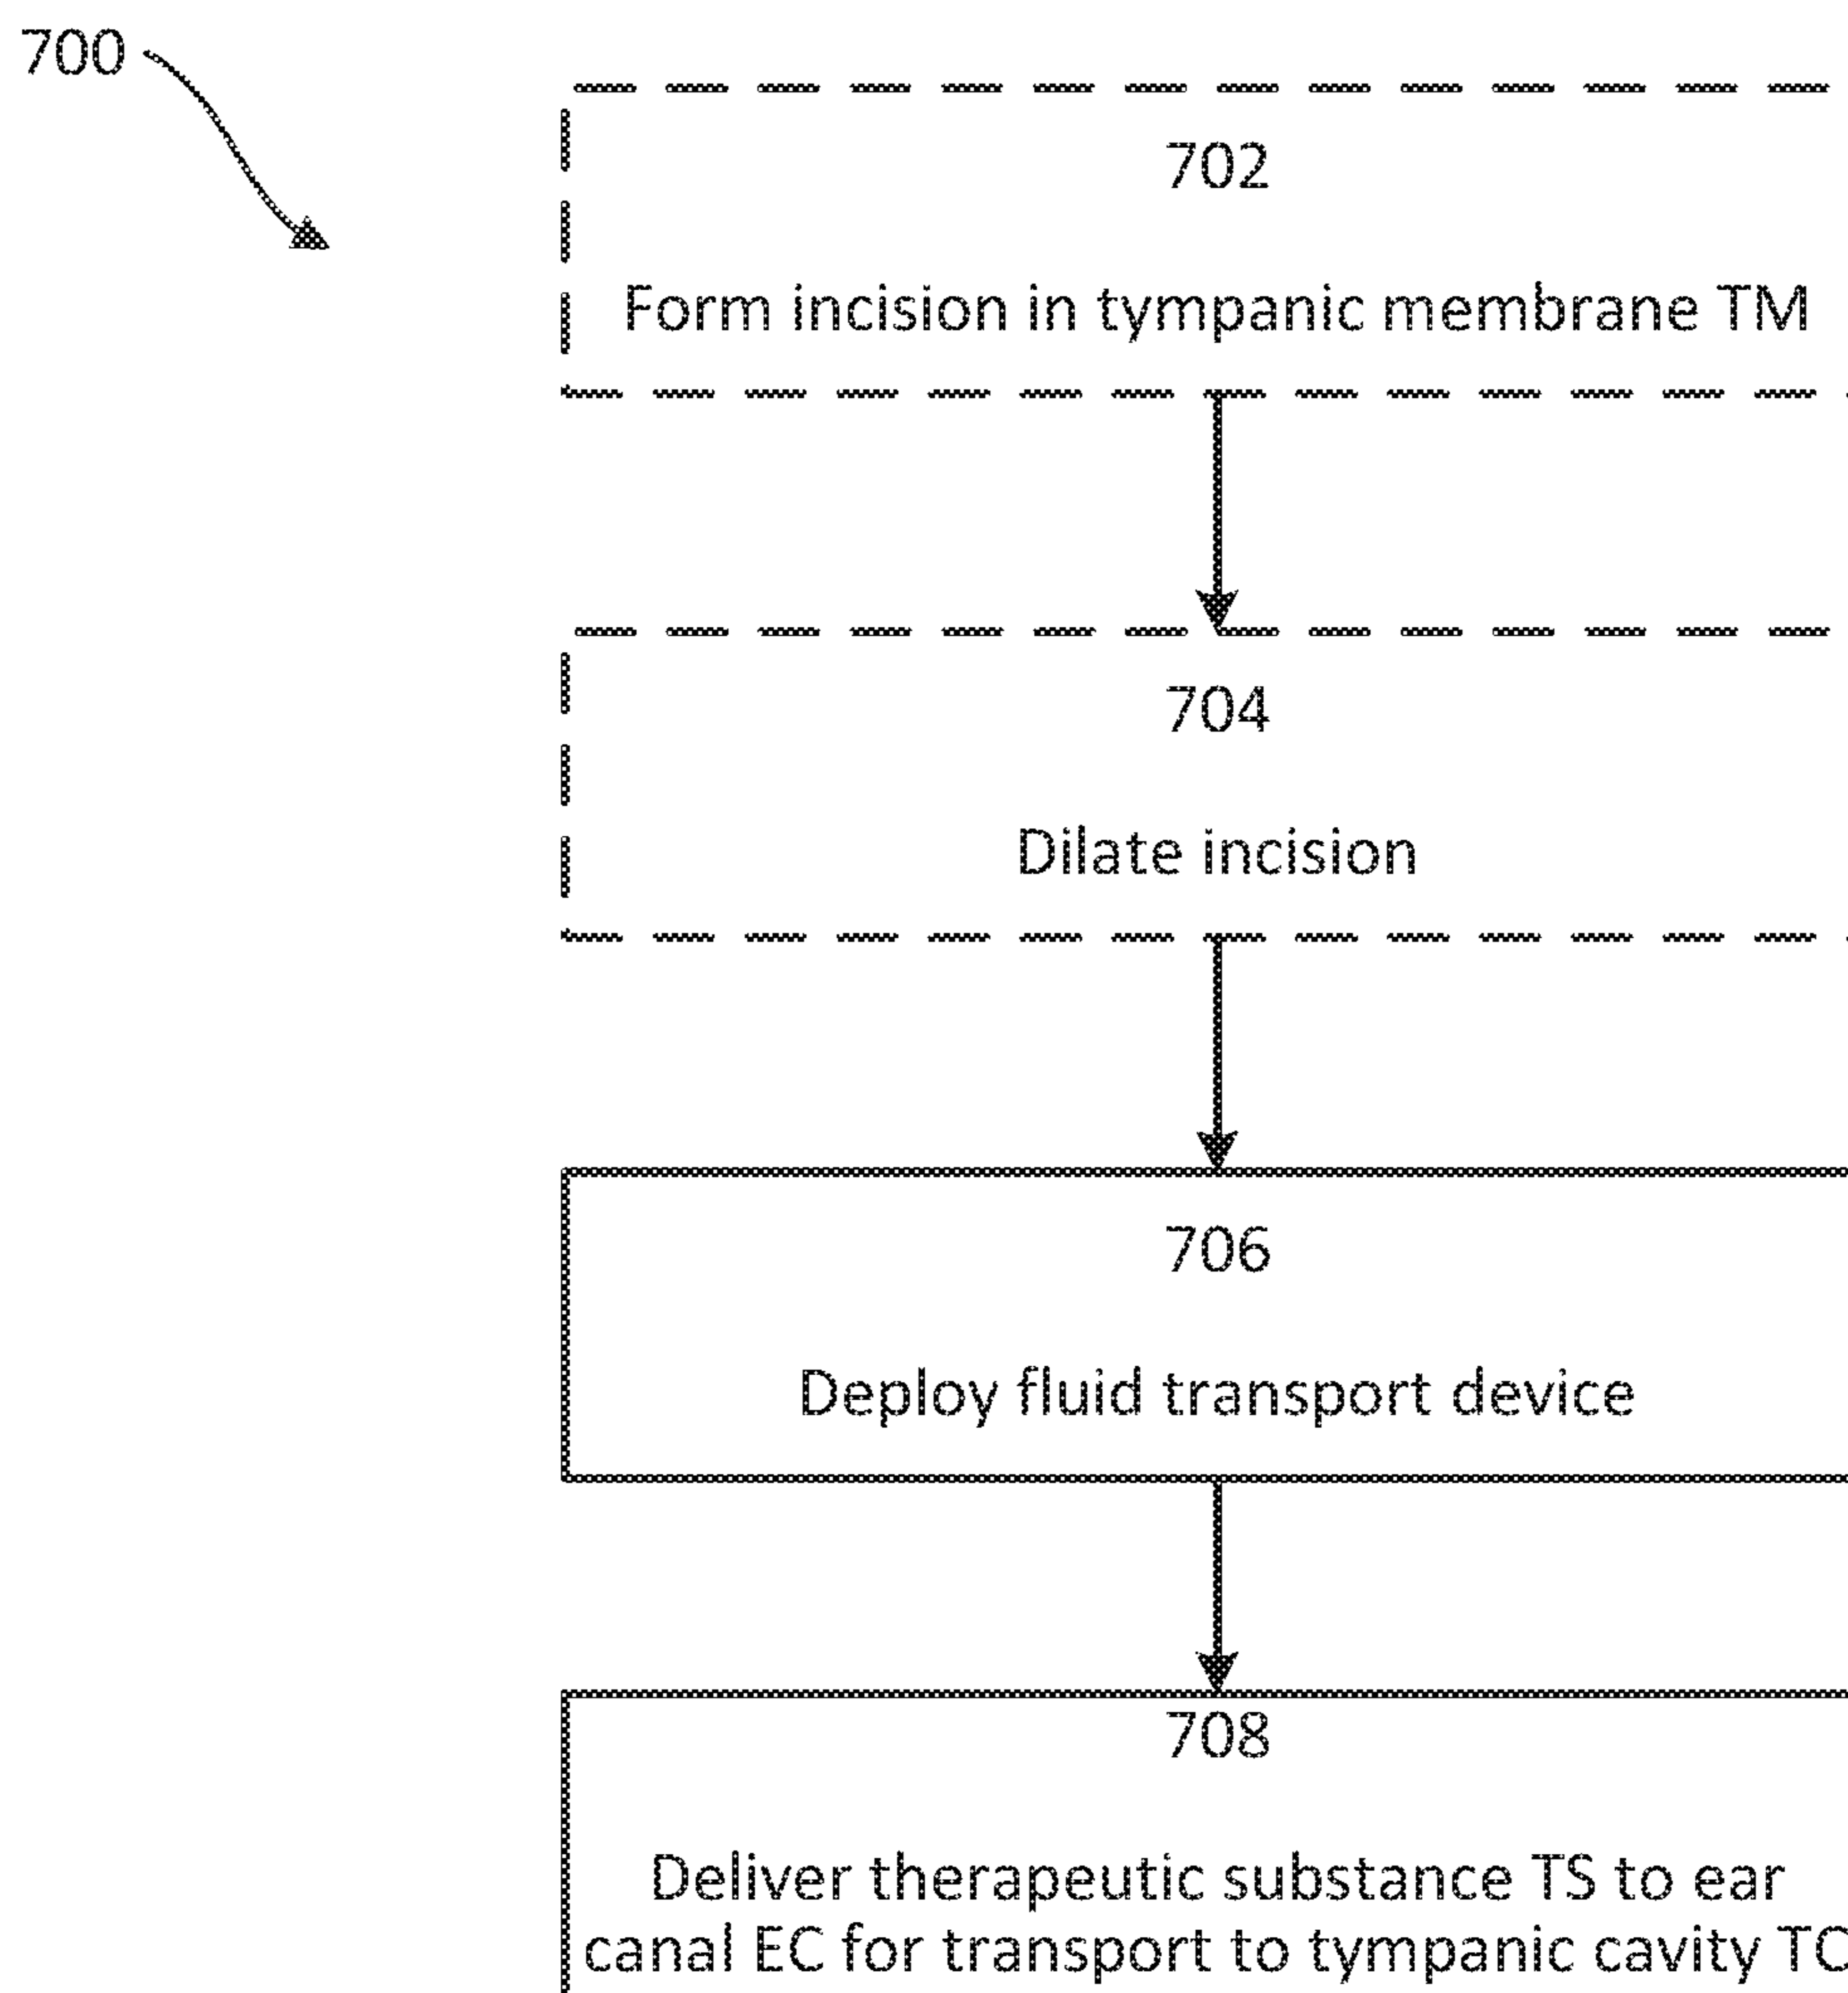 700
702
Form incision in tympanic membrane TM
704
Dilate incision
706
Deploy fluid transport device
708
Deliver therapeutic substance TS to ear
canal EC for transport to tympanic cavity TC